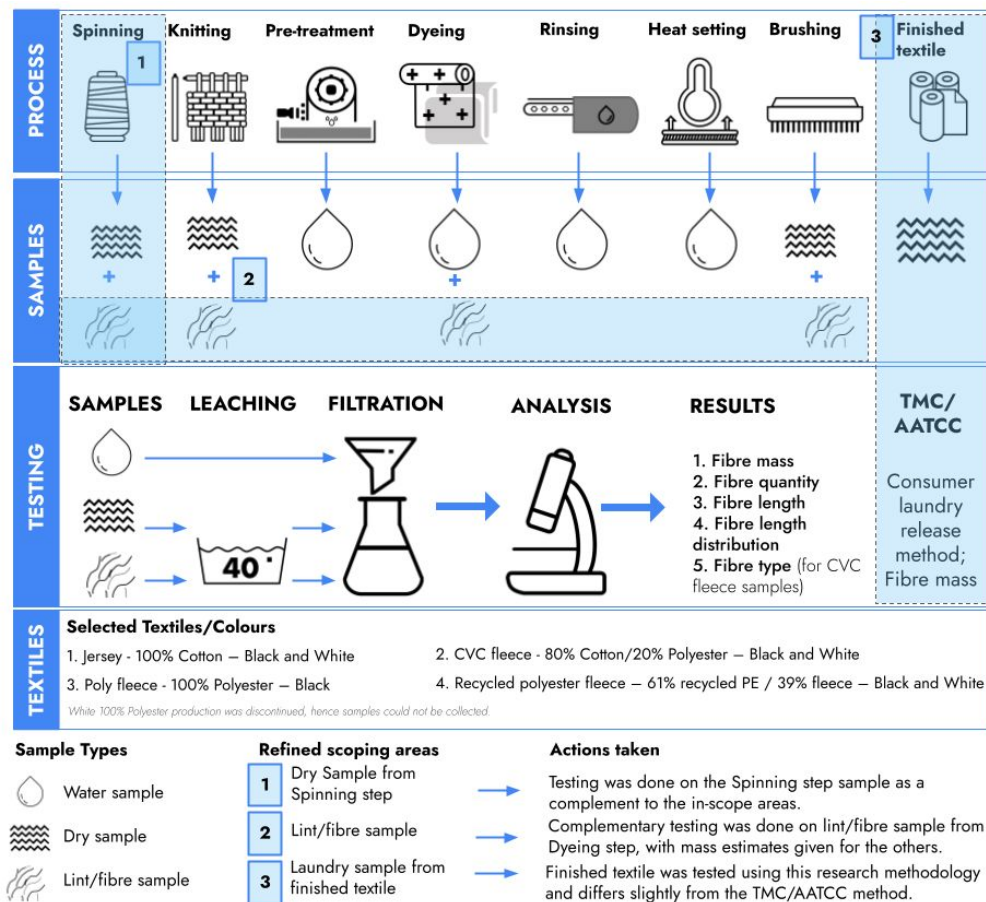 PROCESS
Spinning
1
Knitting
Pre-treatment
Dyeing
Rinsing
Heat setting
Brushing
3
Finished
textile
SAMPLES
+
+
2
+
+
TESTING
SAMPLES
LEACHING
FILTRATION
ANALYSIS
RESULTS
40
1. Fibre mass
2. Fibre quantity
3. Fibre length
4. Fibre length
distribution
5. Fibre type (for CVC
fleece samples)
TMC/
AATCC
Consumer
laundry
release
method;
Fibre mass
TEXTILES
Selected Textiles/Colours
1. Jersey - 100% Cotton – Black and White
2. CVC fleece - 80% Cotton/20% Polyester – Black and White
3. Poly fleece - 100% Polyester – Black
4. Recycled polyester fleece – 61% recycled PE / 39% fleece – Black and White
White 100% Polyester production was discontinued, hence samples could not be collected.
Sample Types
Water sample
Dry sample
Lint/fibre sample
Refined scoping areas
1
Dry Sample from
Spinning step
2
Lint/fibre sample
3
Laundry sample from
finished textile
Actions taken
Testing was done on the Spinning step sample as a
complement to the in-scope areas.
Complementary testing was done on lint/fibre sample from
Dyeing step, with mass estimates given for the others.
Finished textile was tested using this research methodology
and differs slightly from the TMC/AATCC method.